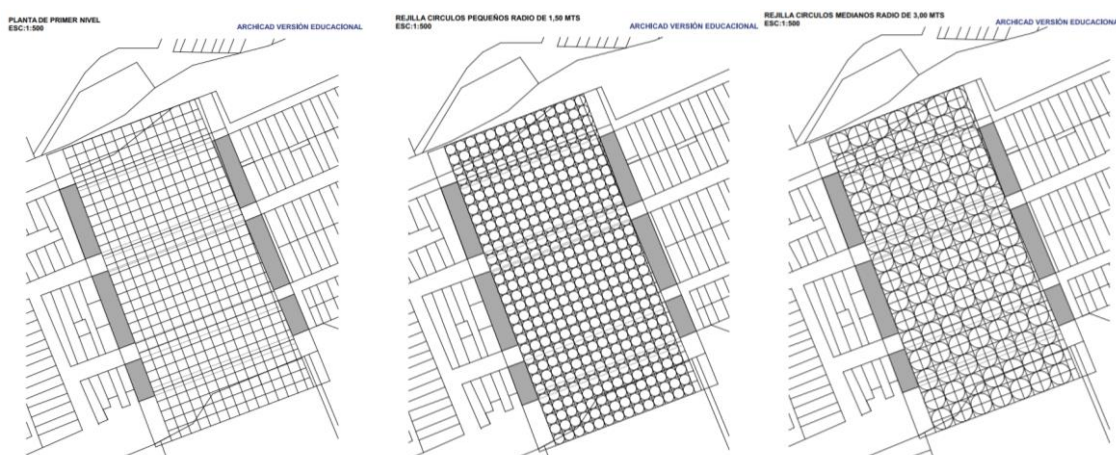 PLANTA DE PRIMER NIVEL
ESC:1:500
ARCHICAD VERSIÓN EDUCACIONAL
REJILLA CIRCULOS PEQUEÑOS RADIO DE 1,50 MTS
ESC:1:500
ARCHICAD VERSIÓN EDUCACIONAL
REJILLA CIRCULOS MEDIANOS RADIO DE 3,00 MTS
ESC:1:500
ARCHICAD VERSIÓN EDUCACIONA